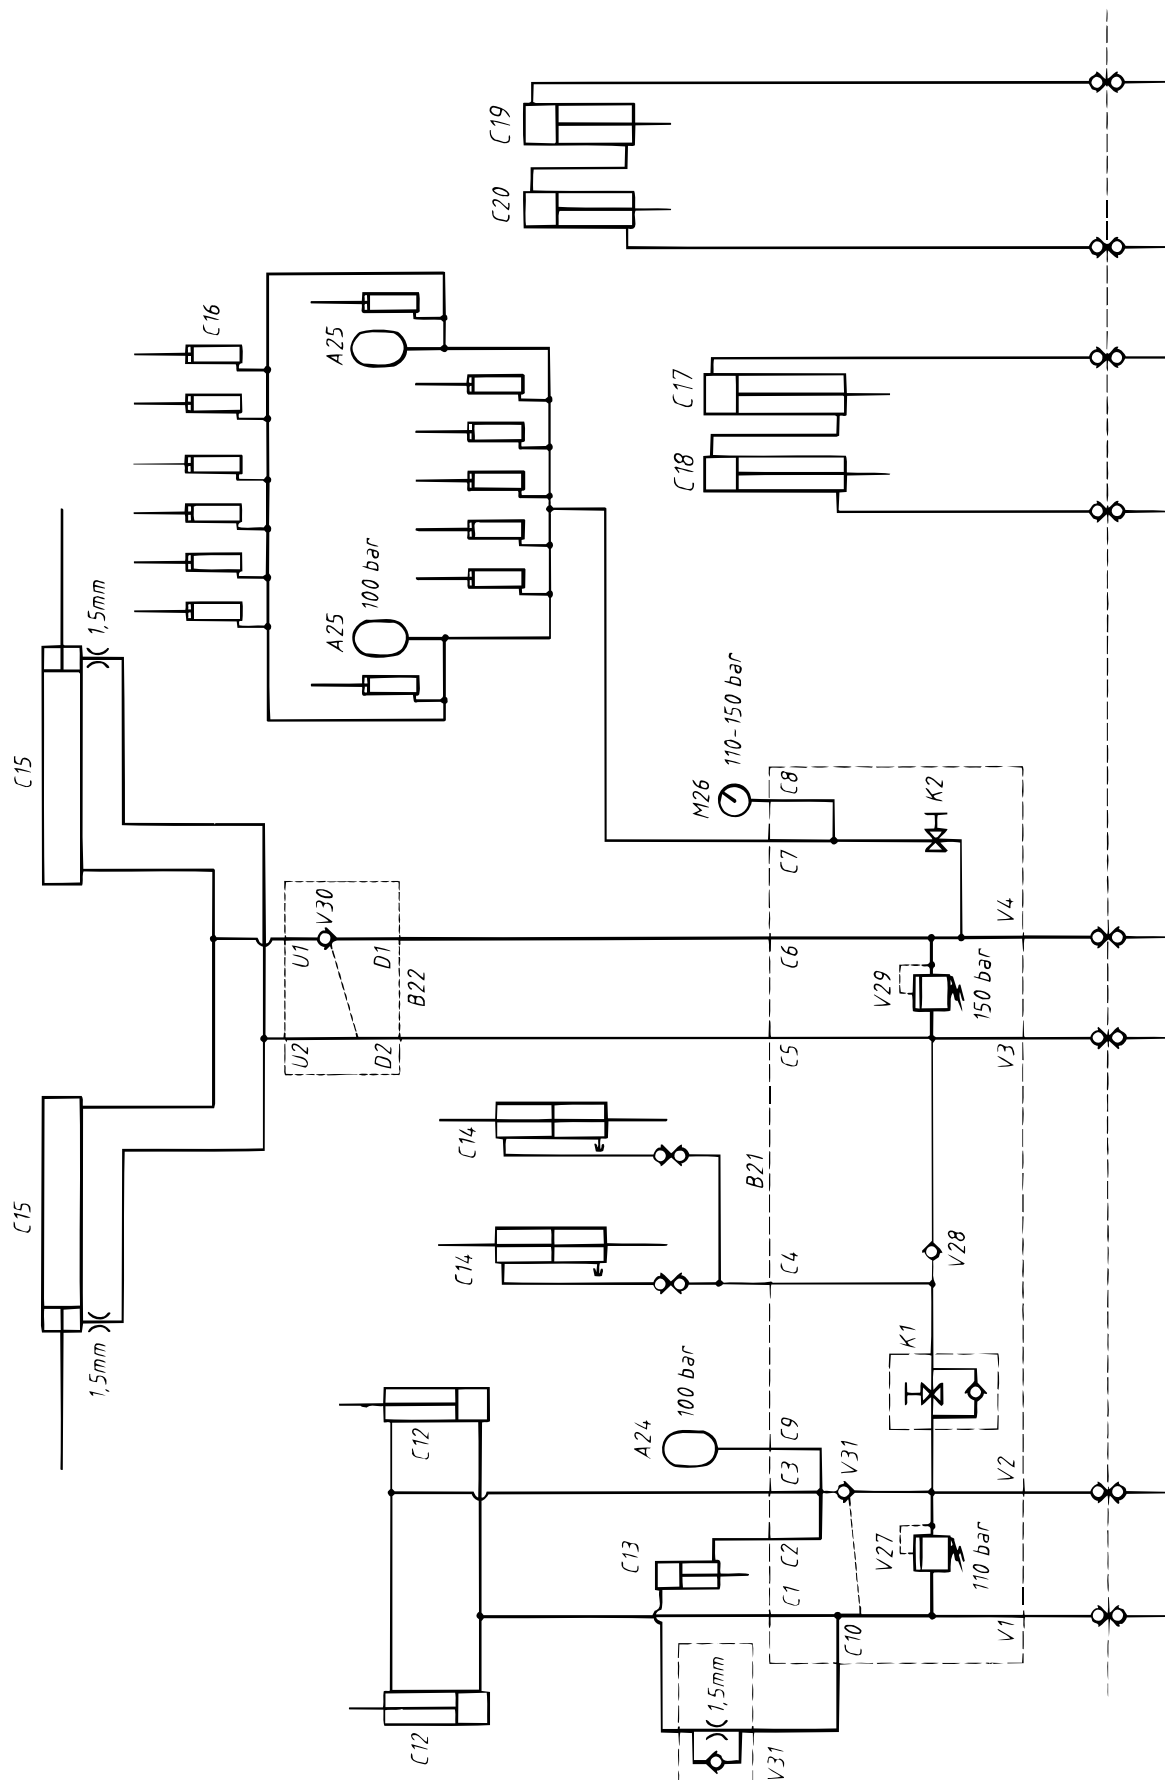 C19
C20
C16
A25
C17
C18
1,5mm
A25
100 bar
C15
M26
110-150 bar
C8
K2
C7
V30
U1
D1
B22
C6
V4
V29
150 bar
U2
D2
C5
V3
C14
B21
C15
C14
C4
V28
1,5mm
K1
C12
A24
100 bar
C9
C3
V31
V2
C13
C2
V27
110 bar
C1
C10
V1
C12
1,5mm
V31